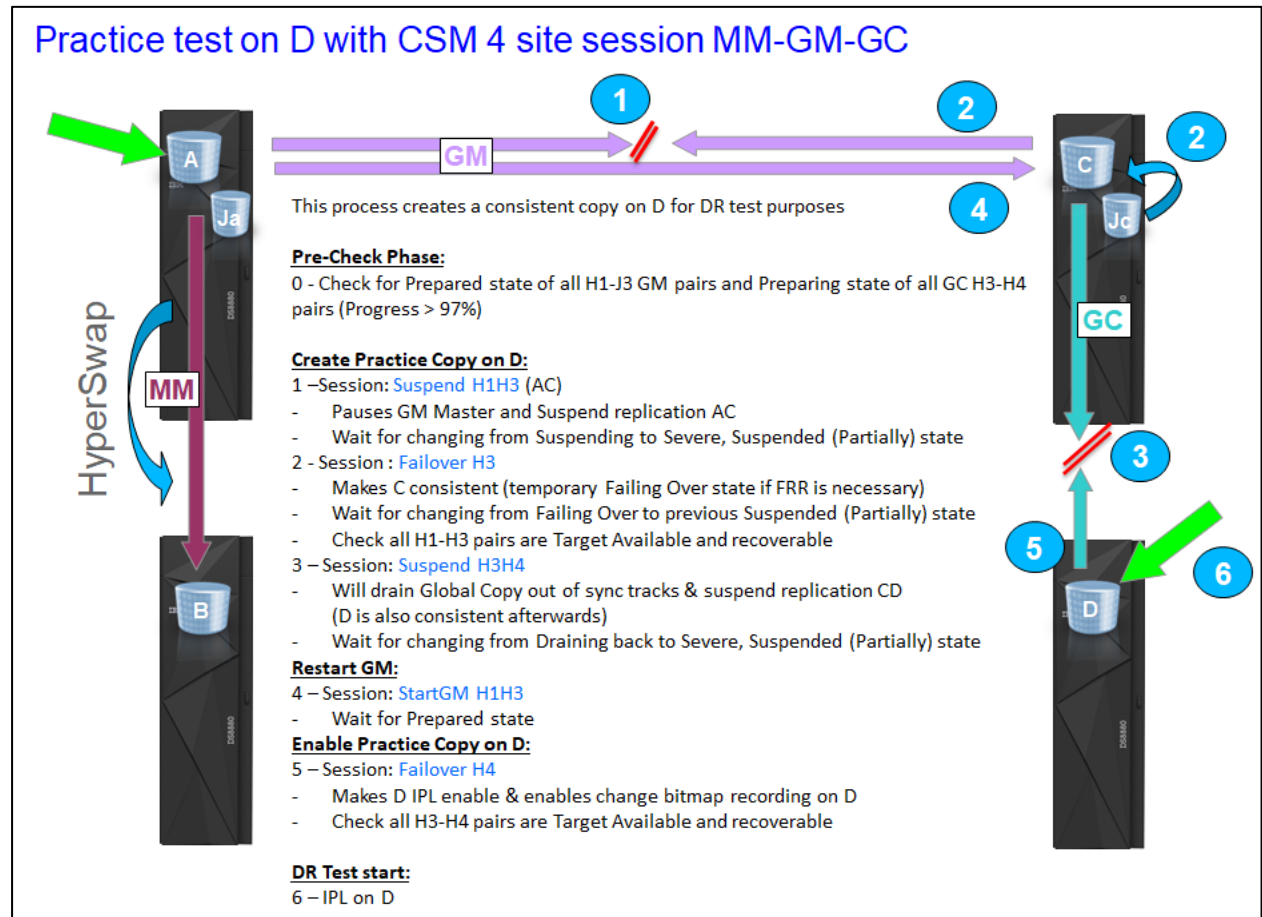 Practice test on D with CSM 4 site session MM-GM-GC
1
2
A
GM
C
2
Ja
4
Jc
This process creates a consistent copy on D for DR test purposes
Pre-Check Phase:
0 - Check for Prepared state of all H1-J3 GM pairs and Preparing state of all GC H3-H4
pairs (Progress > 97%)
DS8880
DS8880
GC
HyperSwap
MM
Create Practice Copy on D:
1 –Session: Suspend H1H3 (AC)
- Pauses GM Master and Suspend replication AC
- Wait for changing from Suspending to Severe, Suspended (Partially) state
2 - Session : Failover H3
- Makes C consistent (temporary Failing Over state if FRR is necessary)
- Wait for changing from Failing Over to previous Suspended (Partially) state
- Check all H1-H3 pairs are Target Available and recoverable
3 – Session: Suspend H3H4
- Will drain Global Copy out of sync tracks & suspend replication CD
(D is also consistent afterwards)
- Wait for changing from Draining back to Severe, Suspended (Partially) state
3
5
6
B
D
Restart GM:
4 – Session: StartGM H1H3
- Wait for Prepared state
Enable Practice Copy on D:
5 – Session: Failover H4
- Makes D IPL enable & enables change bitmap recording on D
- Check all H3-H4 pairs are Target Available and recoverable
DS8880
DS8880
DR Test start:
6 – IPL on D